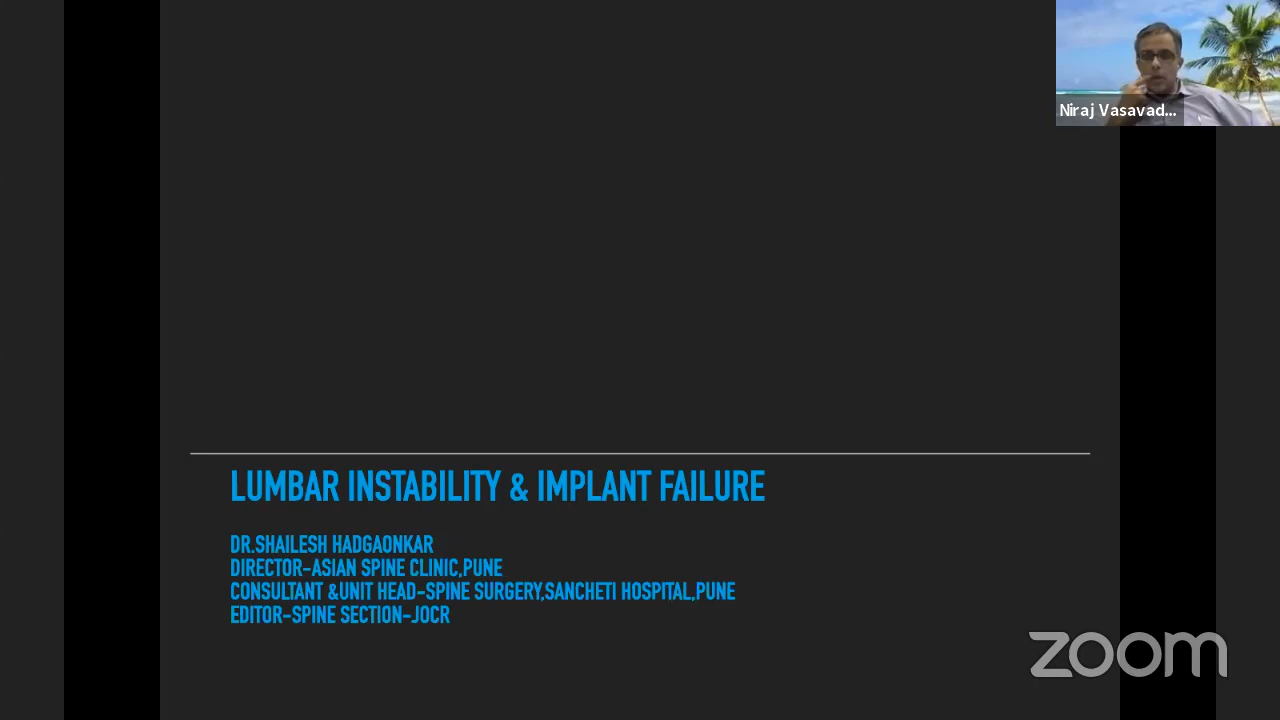 Niraj Vasavad...
LUMBAR INSTABILITY & IMPLANT FAILURE
DR.SHAILESH HADGAONKAR
DIRECTOR-ASIAN SPINE CLINIC,PUNE
CONSULTANT &UNIT HEAD-SPINE SURGERY,SANCHETI HOSPITAL,PUNE
EDITOR-SPINE SECTION-JOCR
zoom